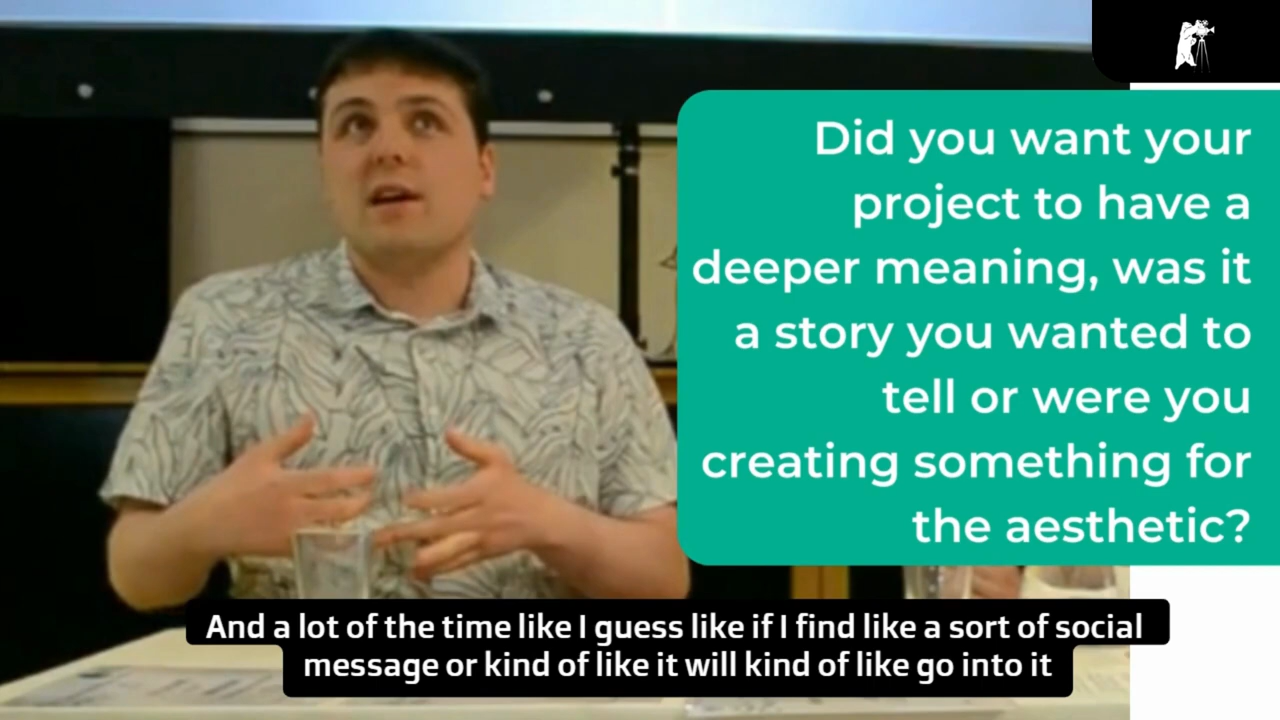 Did you want your
project to have a
deeper meaning, was it
a story you wanted to
tell or were you
creating something for
the aesthetic?
And a lot of the time like I guess like if I find like a sort of social
message or kind of like it will kind of like go into it